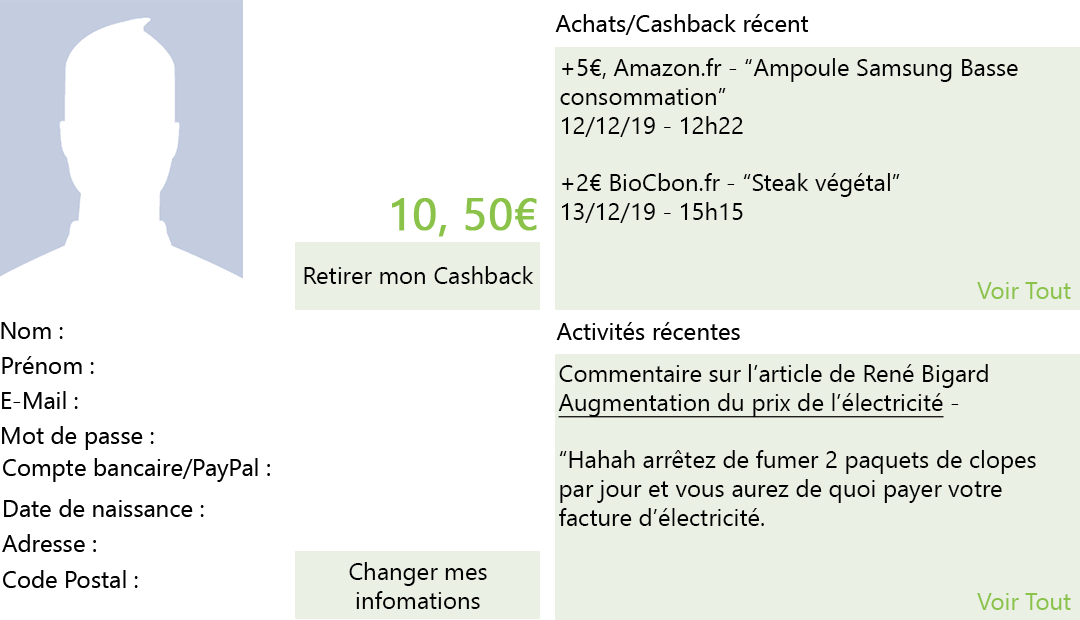 10, 50€
Retirer mon Cashback
Nom :
Prénom :
E-Mail :
Mot de passe :
Compte bancaire/PayPal :
Date de naissance :
Adresse :
Code Postal :
Changer mes
infomations
Achats/Cashback récent
+5€, Amazon.fr - “Ampoule Samsung Basse
consommation”
12/12/19 - 12h22
+2€ BioCbon.fr - “Steak végétal”
13/12/19 - 15h15
Voir Tout
Activités récentes
Commentaire sur l’article de René Bigard
Augmentation du prix de l’électricité -
“Hahah arrêtez de fumer 2 paquets de clopes
par jour et vous aurez de quoi payer votre
facture d’électricité.
Voir Tout